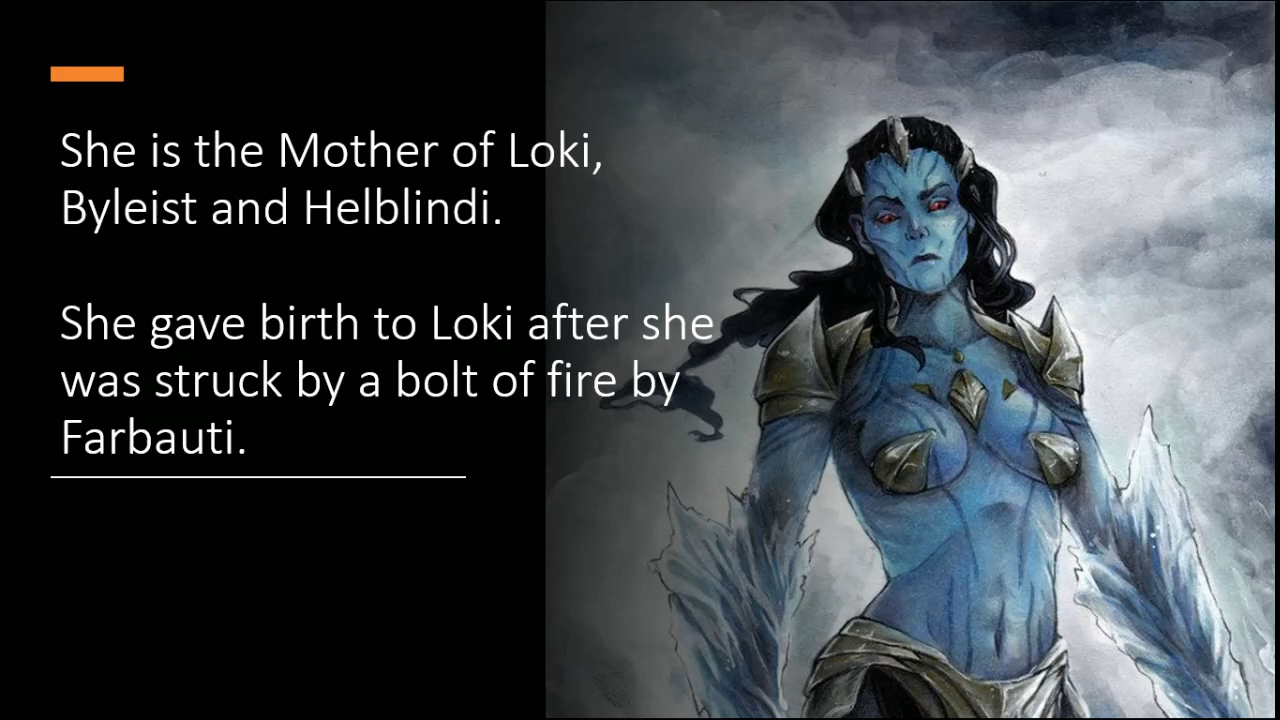 She is the Mother of Loki,
Byleist and Helblindi.
She gave birth to Loki after she
was struck by a bolt of fire by
Farbauti.